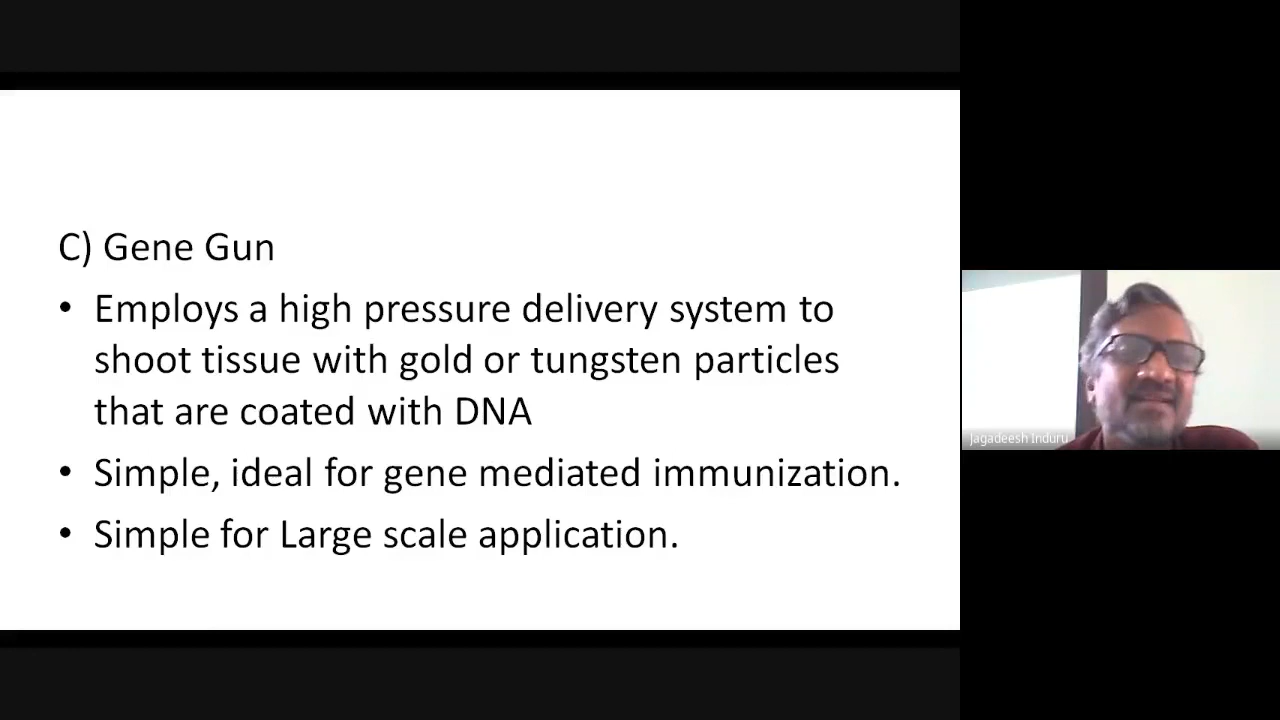 C) Gene Gun
• Employs a high pressure delivery system to
shoot tissue with gold or tungsten particles
that are coated with DNA
• Simple, ideal for gene mediated immunization.
• Simple for Large scale application.
Jagadeesh Induru